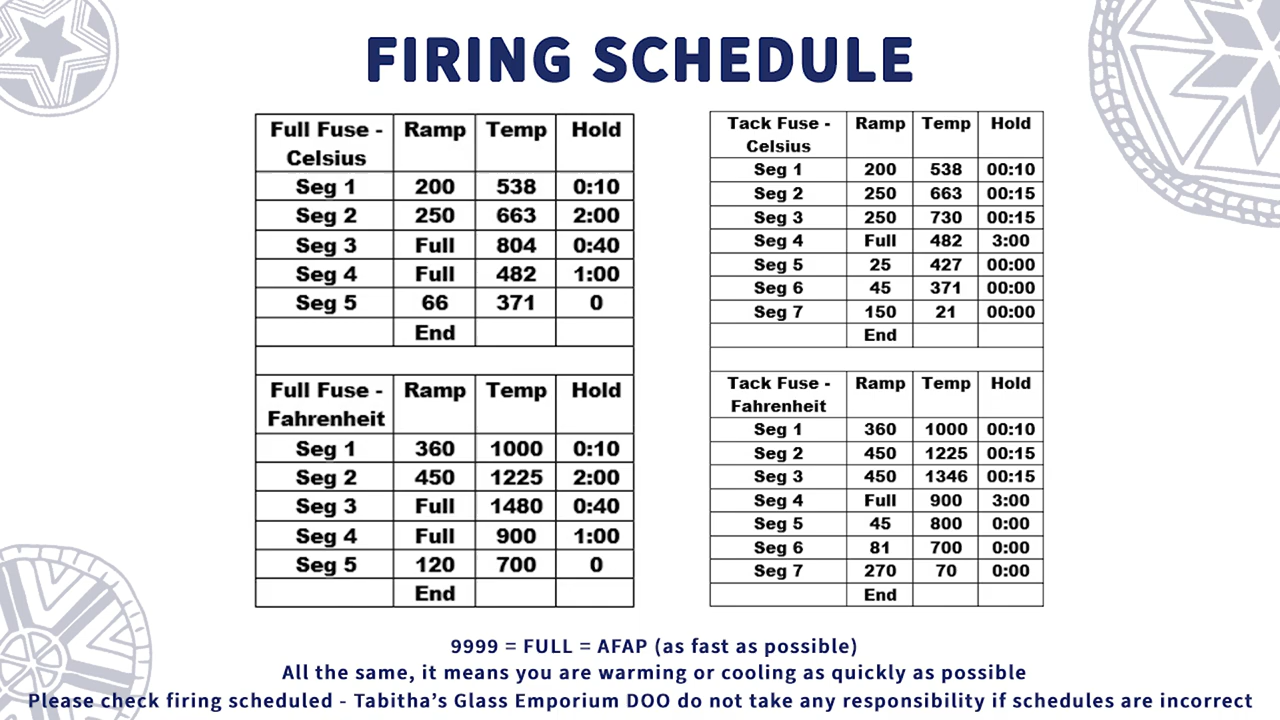 FIRING SCHEDULE
Full Fuse - Celsius Ramp Temp Hold
Seg 1 200 538 0:10
Seg 2 250 663 2:00
Seg 3 Full 804 0:40
Seg 4 Full 482 1:00
Seg 5 66 371 0
End
Full Fuse - Fahrenheit Ramp Temp Hold
Seg 1 360 1000 0:10
Seg 2 450 1225 2:00
Seg 3 Full 1480 0:40
Seg 4 Full 900 1:00
Seg 5 120 700 0
End
Tack Fuse - Celsius Ramp Temp Hold
Seg 1 200 538 00:10
Seg 2 250 663 00:15
Seg 3 250 730 00:15
Seg 4 Full 482 3:00
Seg 5 25 427 00:00
Seg 6 45 371 00:00
Seg 7 150 21 00:00
End
Tack Fuse - Fahrenheit Ramp Temp Hold
Seg 1 360 1000 00:10
Seg 2 450 1225 00:15
Seg 3 450 1346 00:15
Seg 4 Full 900 3:00
Seg 5 45 800 0:00
Seg 6 81 700 0:00
Seg 7 270 70 0:00
End
9999 = FULL = AFAP (as fast as possible)
All the same, it means you are warming or cooling as quickly as possible
Please check firing scheduled - Tabitha's Glass Emporium DOO do not take any responsibility if schedules are incorrect